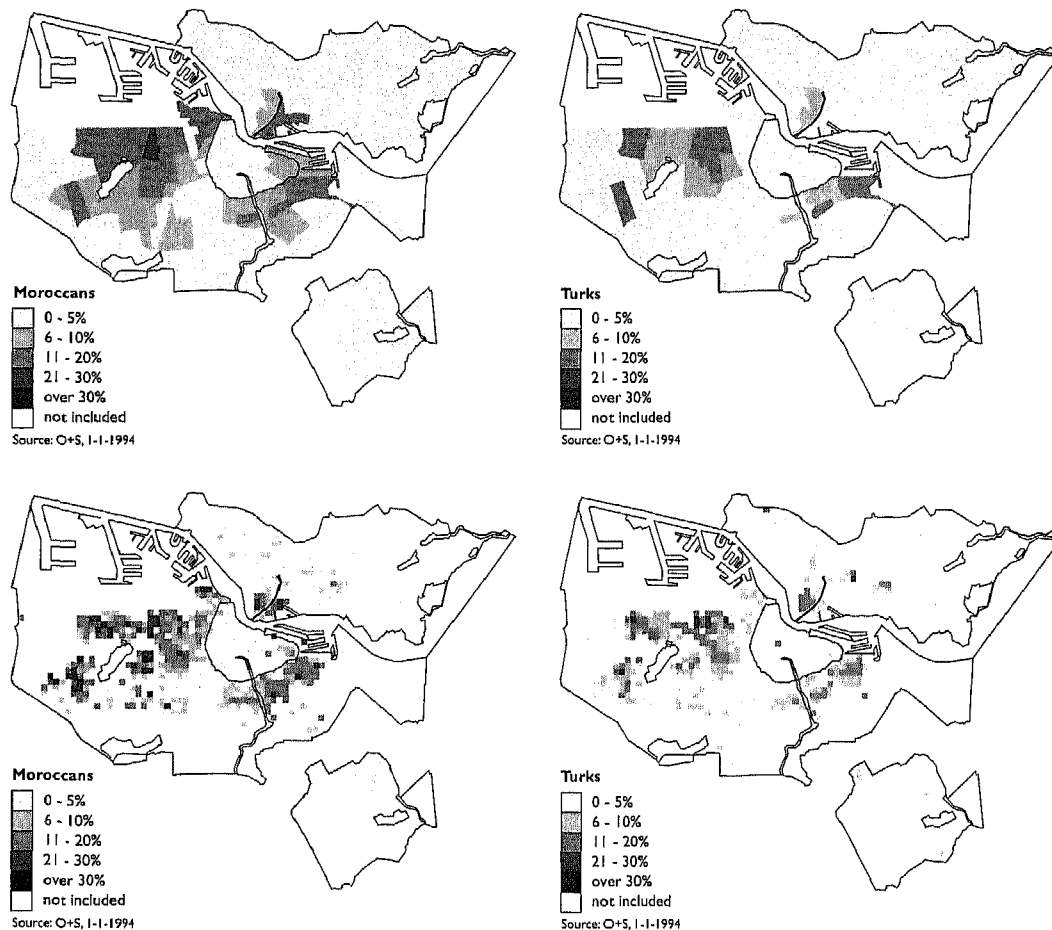 Moroccans
0 - 5%
6 - 10%
11 - 20%
21 - 30%
over 30%
not included
Source: O+S, 1-1-1994
Turks
0 - 5%
6 - 10%
11 - 20%
21 - 30%
over 30%
not included
Source: O+S, 1-1-1994
Moroccans
0 - 5%
6 - 10%
11 - 20%
21 - 30%
over 30%
not included
Source: O+S, 1-1-1994
Turks
0 - 5%
6 - 10%
11 - 20%
21 - 30%
over 30%
not included
Source: O+S, 1-1-1994